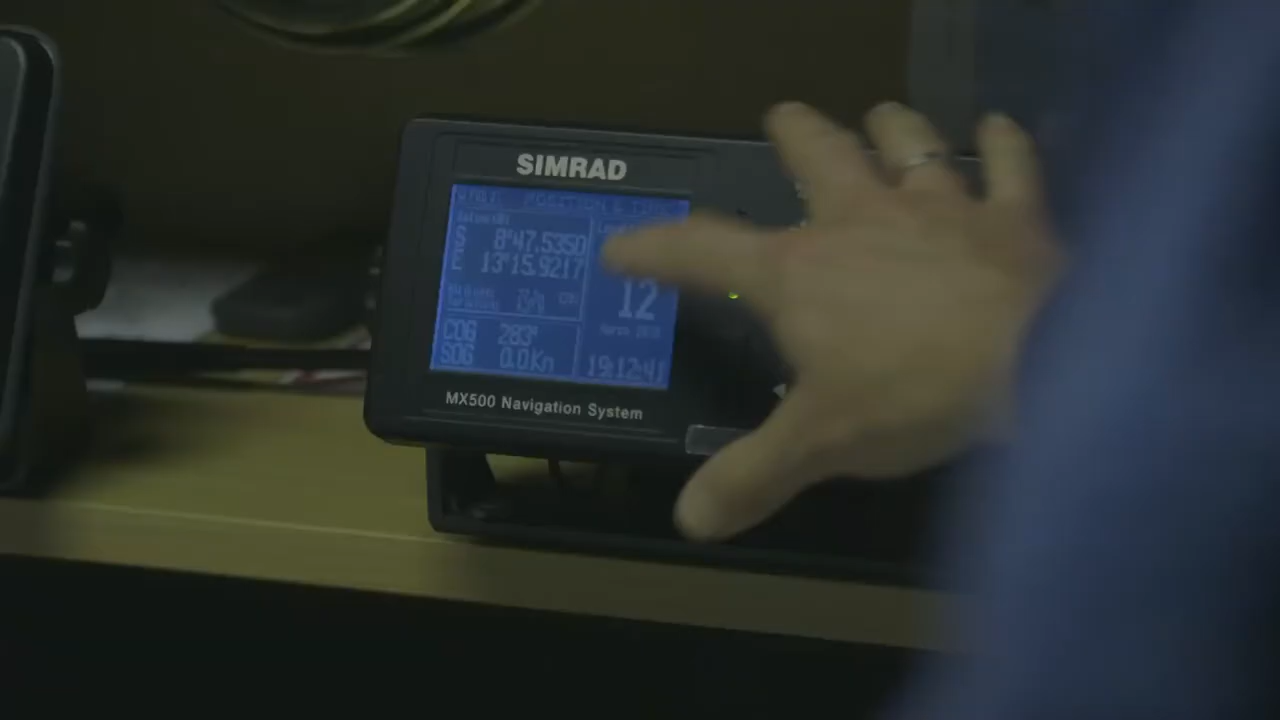 SIMRAD
S 8°47.5350
E 13°15.9217
12
COG 283°
SOG 0.0Kn
19:12:41
MX500 Navigation System